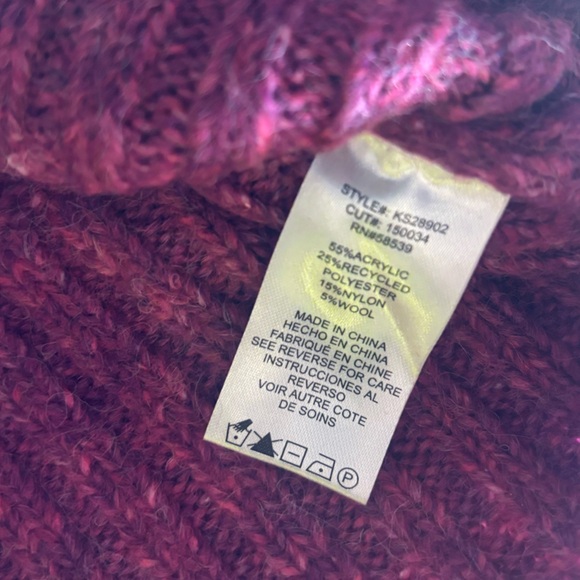 STYLE#: KS28902
CUT#: 150034
RN#58539
55%ACRYLIC
25%RECYCLED
POLYESTER
15%NYLON
5%WOOL
MADE IN CHINA
HECHO EN CHINA
FABRIQUÉ EN CHINE
SEE REVERSE FOR CARE
INSTRUCCIONES AL
REVERSO
VOIR AUTRE COTE
DE SOINS
P